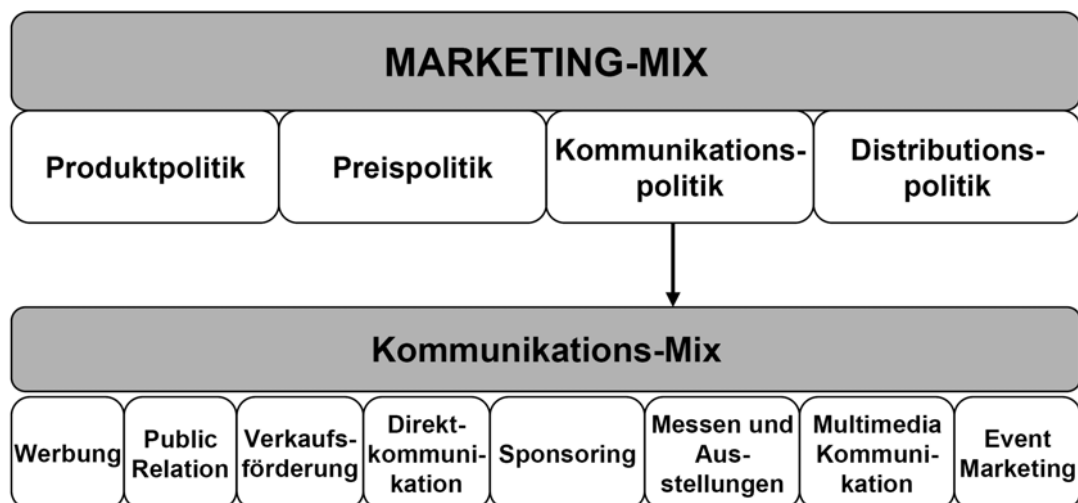 MARKETING-MIX
Produktpolitik
Preispolitik
Kommunikations-
politik
Distributions-
politik
Kommunikations-Mix
Werbung
Public
Relation
Verkaufs-
förderung
Direkt-
kommuni-
kation
Sponsoring
Messen und
Aus-
stellungen
Multimedia
Kommuni-
kation
Event
Marketing